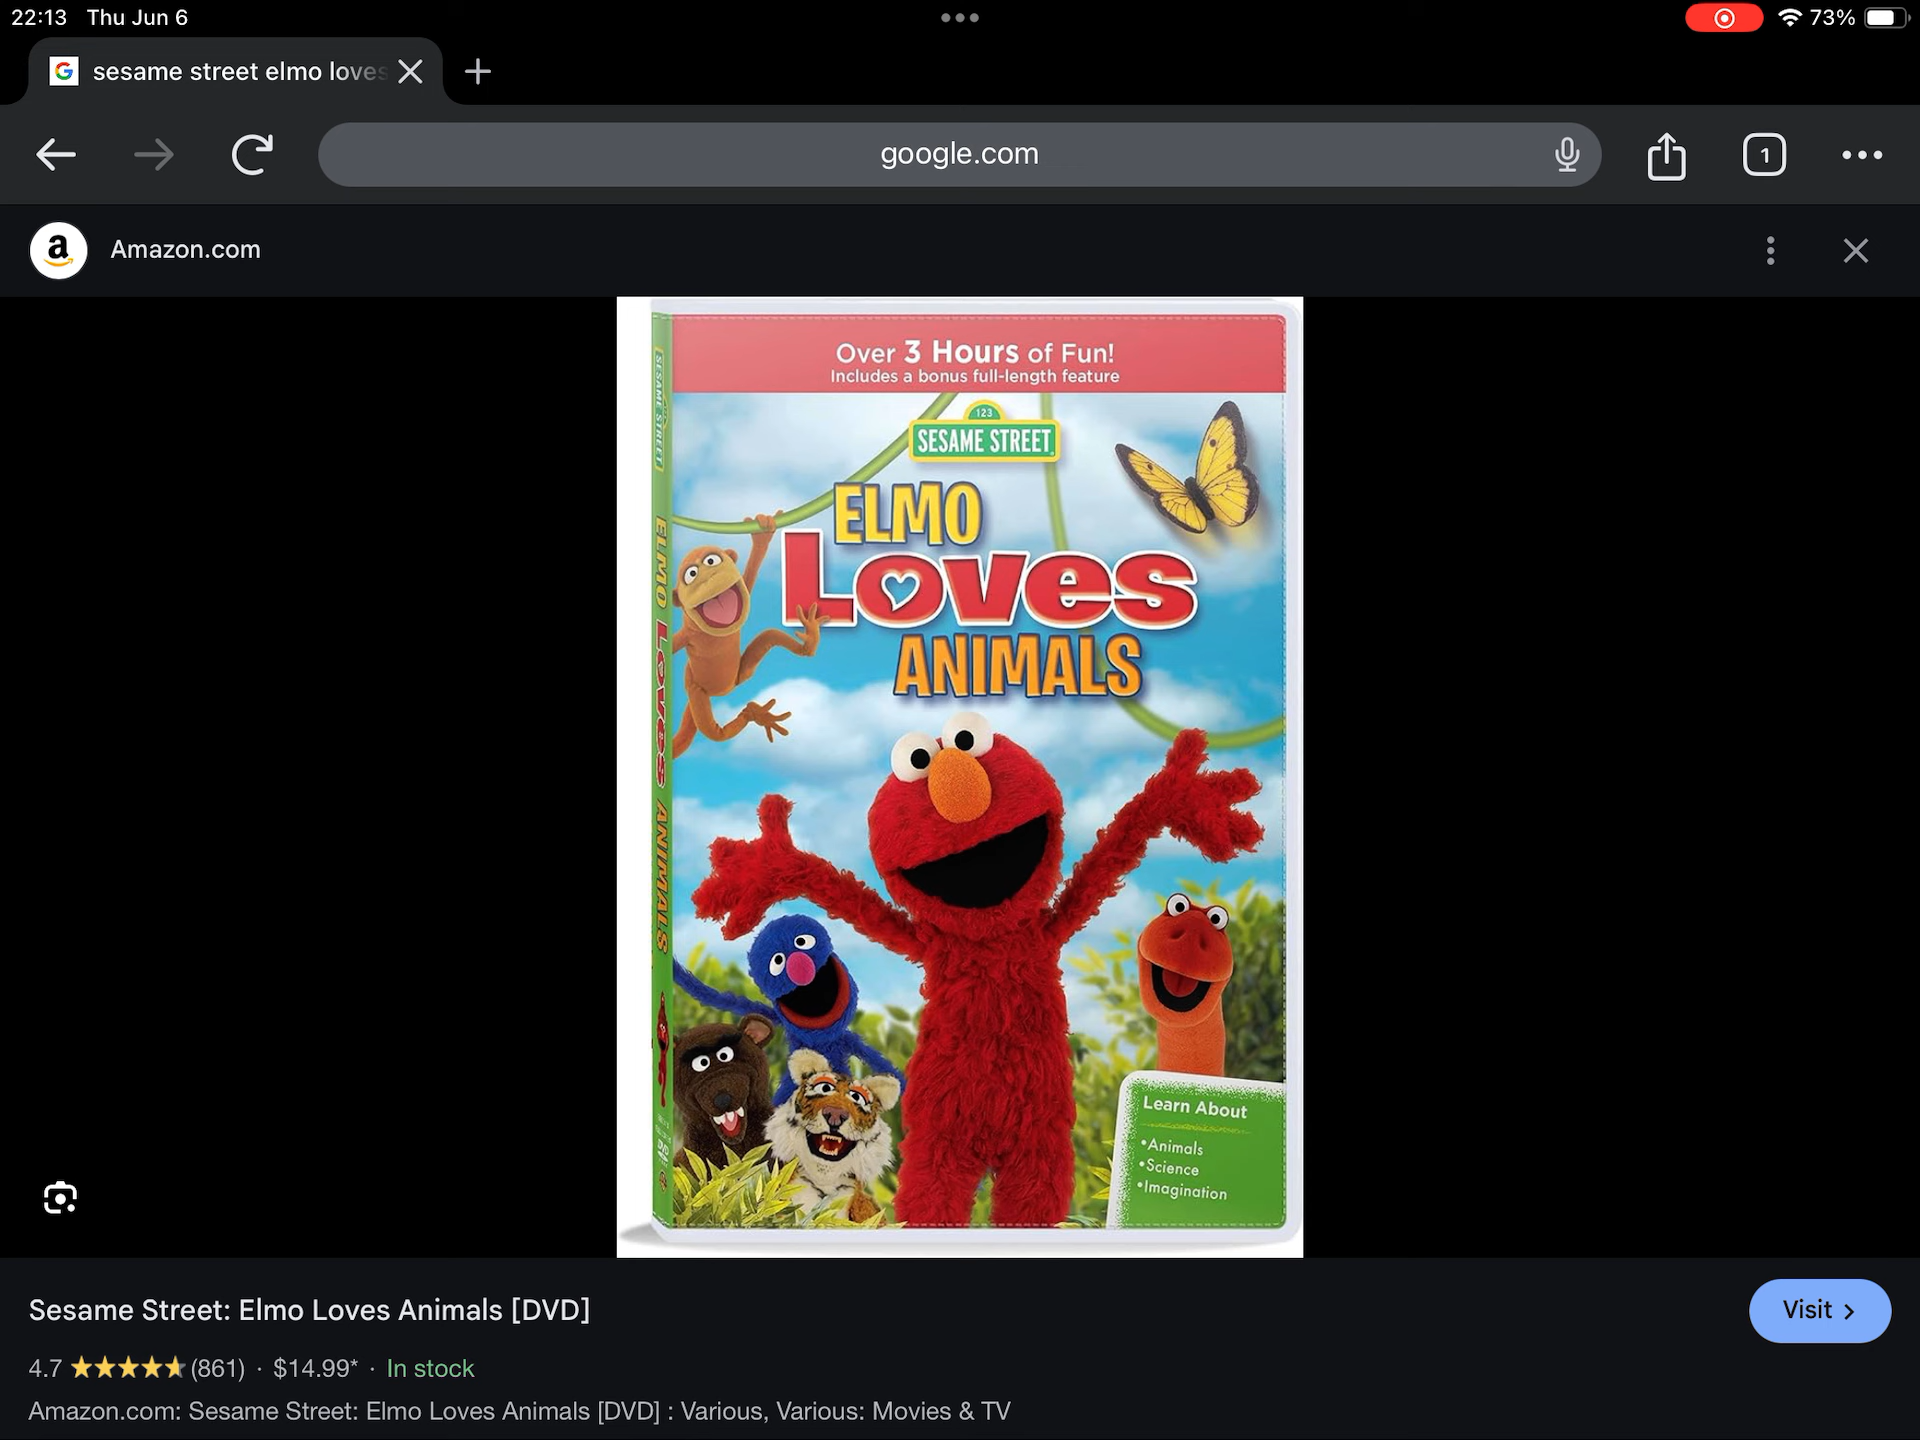 22:13 Thu Jun 6
73%
sesame street elmo loves
google.com
1
Amazon.com
Over 3 Hours of Fun!
Includes a bonus full-length feature
123
SESAME STREET
ELMO
Loves
ANIMALS
SESAME STREET ELMO Loves ANIMALS
DVD
Learn About
•Animals
•Science
•Imagination
Sesame Street: Elmo Loves Animals [DVD]
Visit
4.7 (861) · $14.99* · In stock
Amazon.com: Sesame Street: Elmo Loves Animals [DVD] : Various, Various: Movies & TV